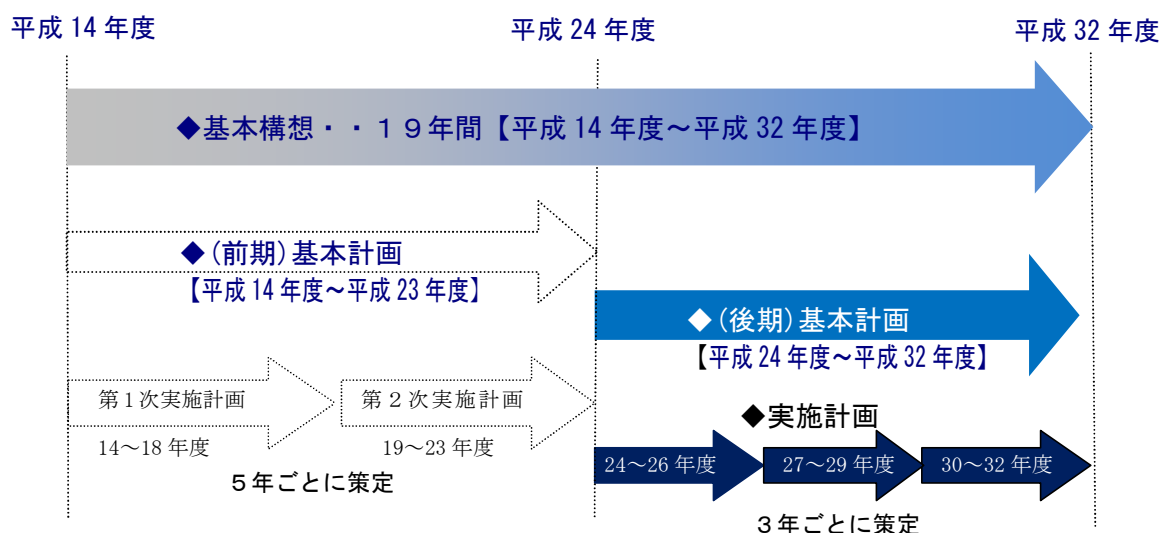 平成 14 年度
平成 24 年度
平成 32 年度
◆基本構想・・１９年間【平成 14 年度～平成 32 年度】
◆(前期)基本計画
【平成 14 年度～平成 23 年度】
◆(後期)基本計画
【平成 24 年度～平成 32 年度】
第１次実施計画
第２次実施計画
14～18 年度
19～23 年度
５年ごとに策定
◆実施計画
24～26 年度
27～29 年度
30～32 年度
３年ごとに策定